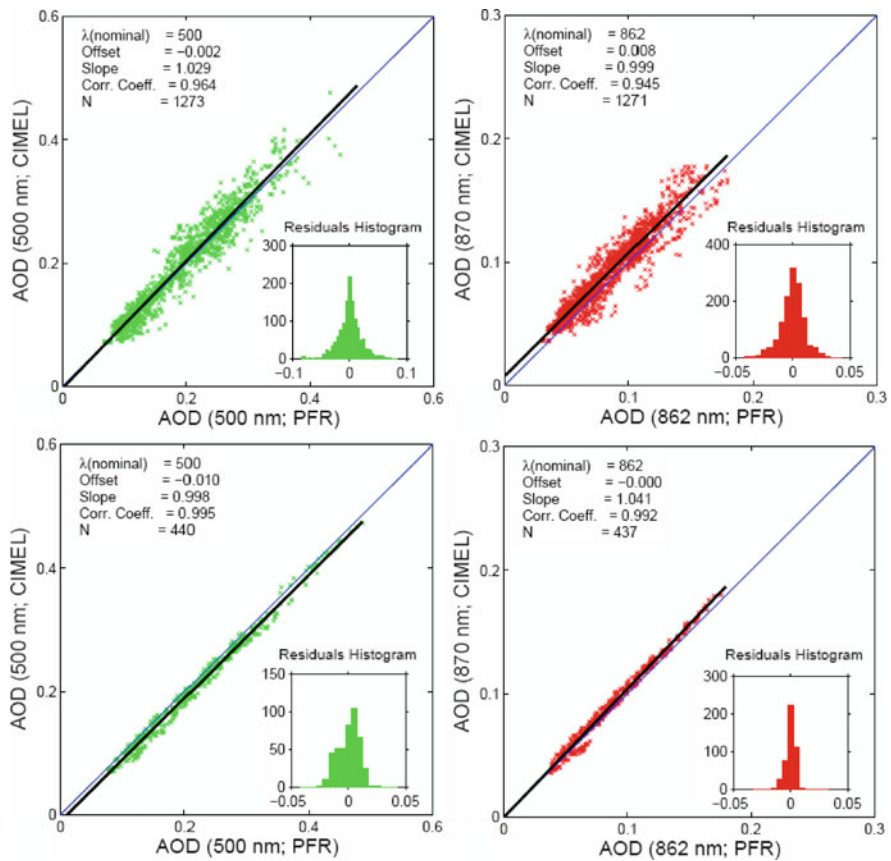 0.6
λ(nominal) = 500
Offset = −0.002
Slope = 1.029
Corr. Coeff. = 0.964
N = 1273
AOD (500 nm; CIMEL)
0.4
0.2
0
Residuals Histogram
300
200
100
0
−0.1 0 0.1
0.2 0.4 0.6
AOD (500 nm; PFR)
0.3
λ(nominal) = 862
Offset = 0.008
Slope = 0.999
Corr. Coeff. = 0.945
N = 1271
AOD (870 nm; CIMEL)
0.2
0.1
0
Residuals Histogram
400
200
0
−0.05 0 0.05
0 0.1 0.2 0.3
AOD (862 nm; PFR)
0.6
λ(nominal) = 500
Offset = −0.010
Slope = 0.998
Corr. Coeff. = 0.995
N = 440
AOD (500 nm; CIMEL)
0.4
0.2
0
Residuals Histogram
150
100
50
0
−0.05 0 0.05
0 0.2 0.4 0.6
AOD (500 nm; PFR)
0.3
λ(nominal) = 862
Offset = −0.000
Slope = 1.041
Corr. Coeff. = 0.992
N = 437
AOD (870 nm; CIMEL)
0.2
0.1
0
Residuals Histogram
300
200
100
0
−0.05 0 0.05
0 0.1 0.2 0.3
AOD (862 nm; PFR)